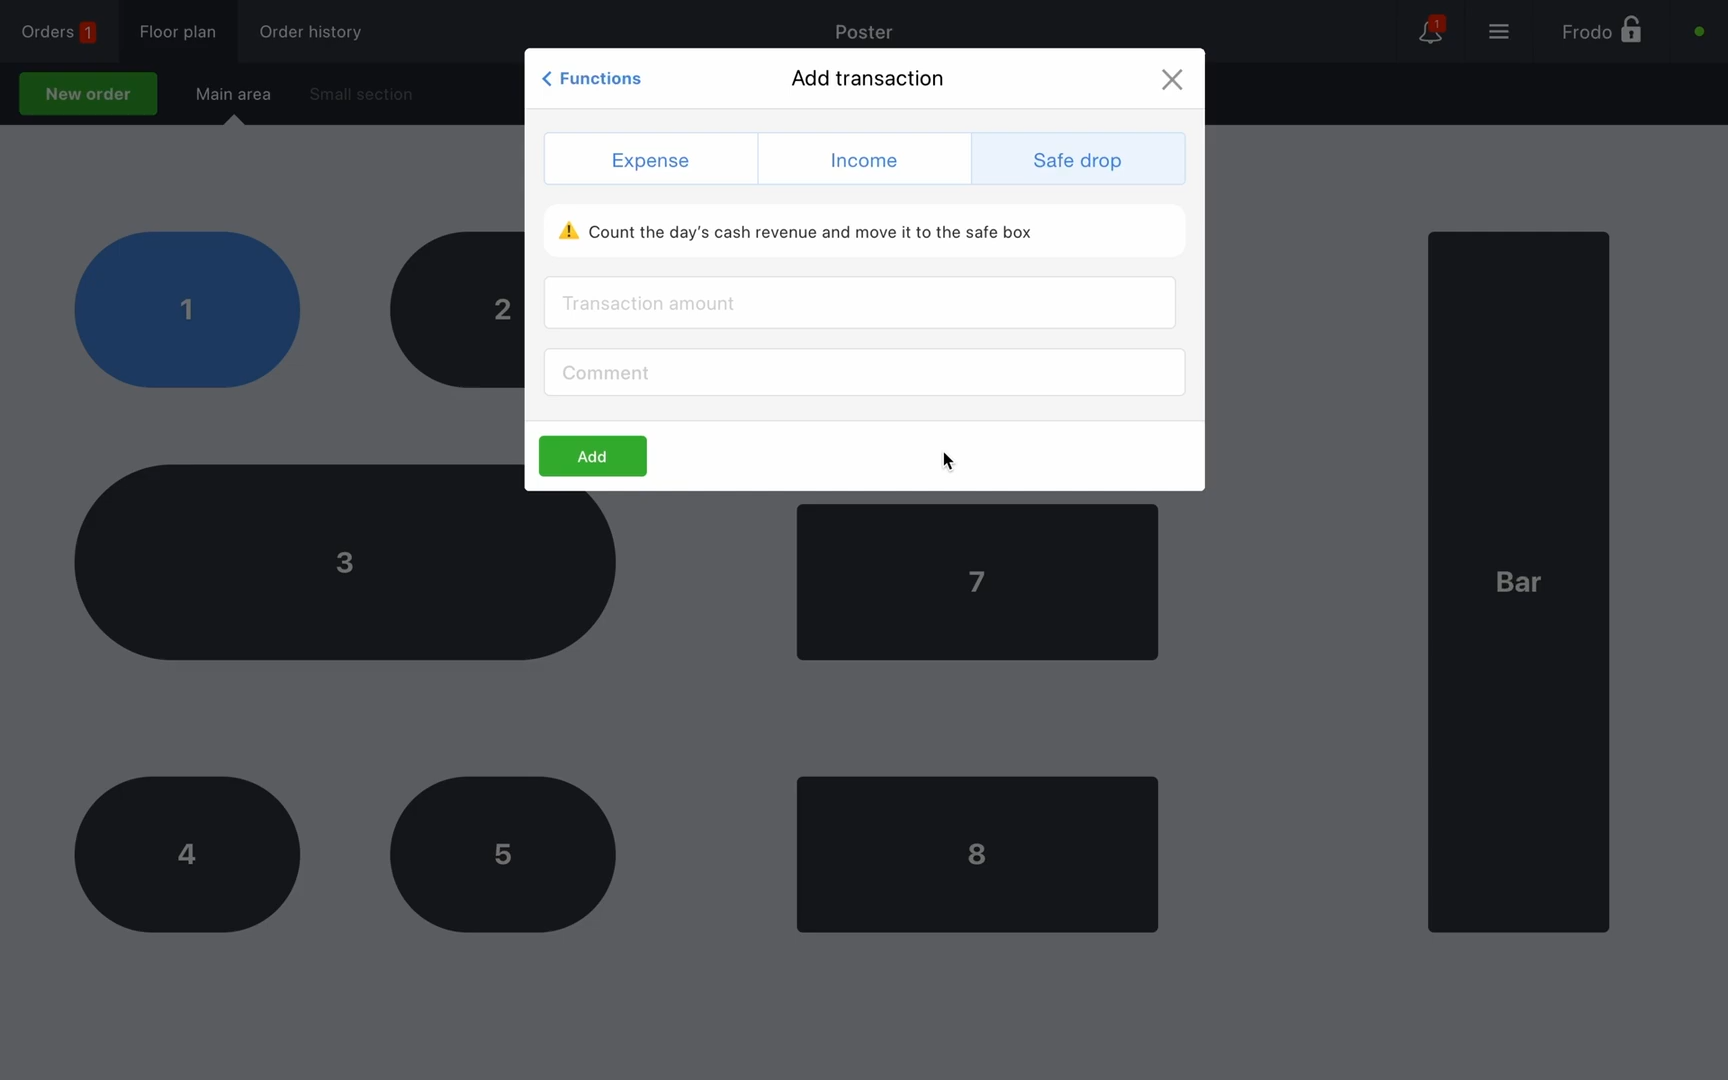 Orders 1 Floor plan Order history Poster 1 Frodo
New order Main area Small section
Functions Add transaction
Expense Income Safe drop
Count the day’s cash revenue and move it to the safe box
Transaction amount
Comment
Add
1
2
3
7
Bar
4
5
8